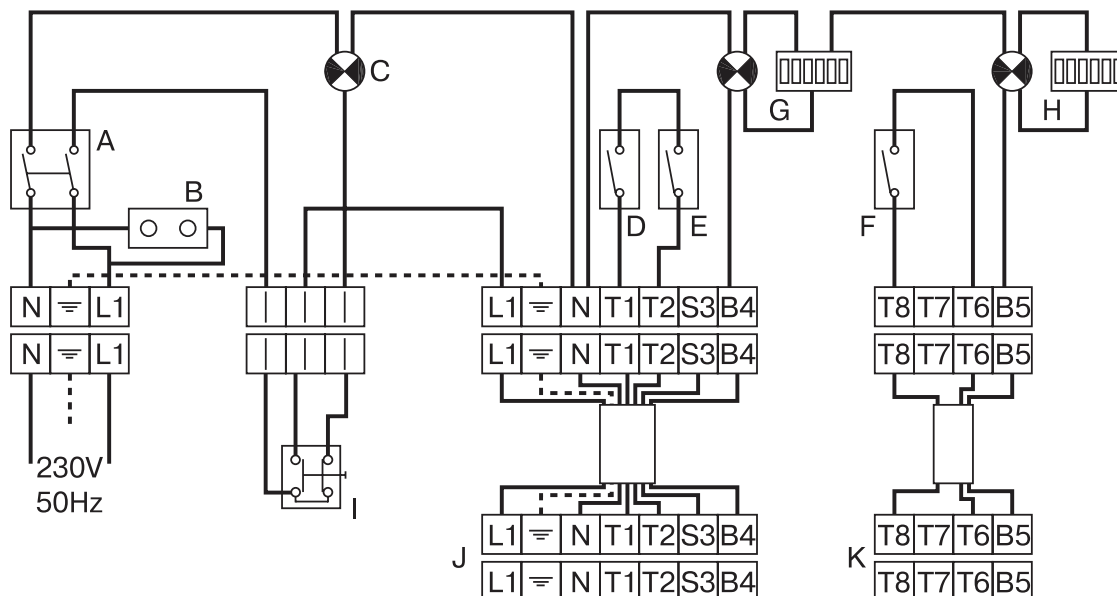 C
G
H
A
B
D E
F
N ⏚ L1
L1 ⏚ N T1 T2 S3 B4
T8 T7 T6 B5
N ⏚ L1
L1 ⏚ N T1 T2 S3 B4
T8 T7 T6 B5
230V
50Hz
I
J
L1 ⏚ N T1 T2 S3 B4
K
T8 T7 T6 B5
L1 ⏚ N T1 T2 S3 B4
T8 T7 T6 B5